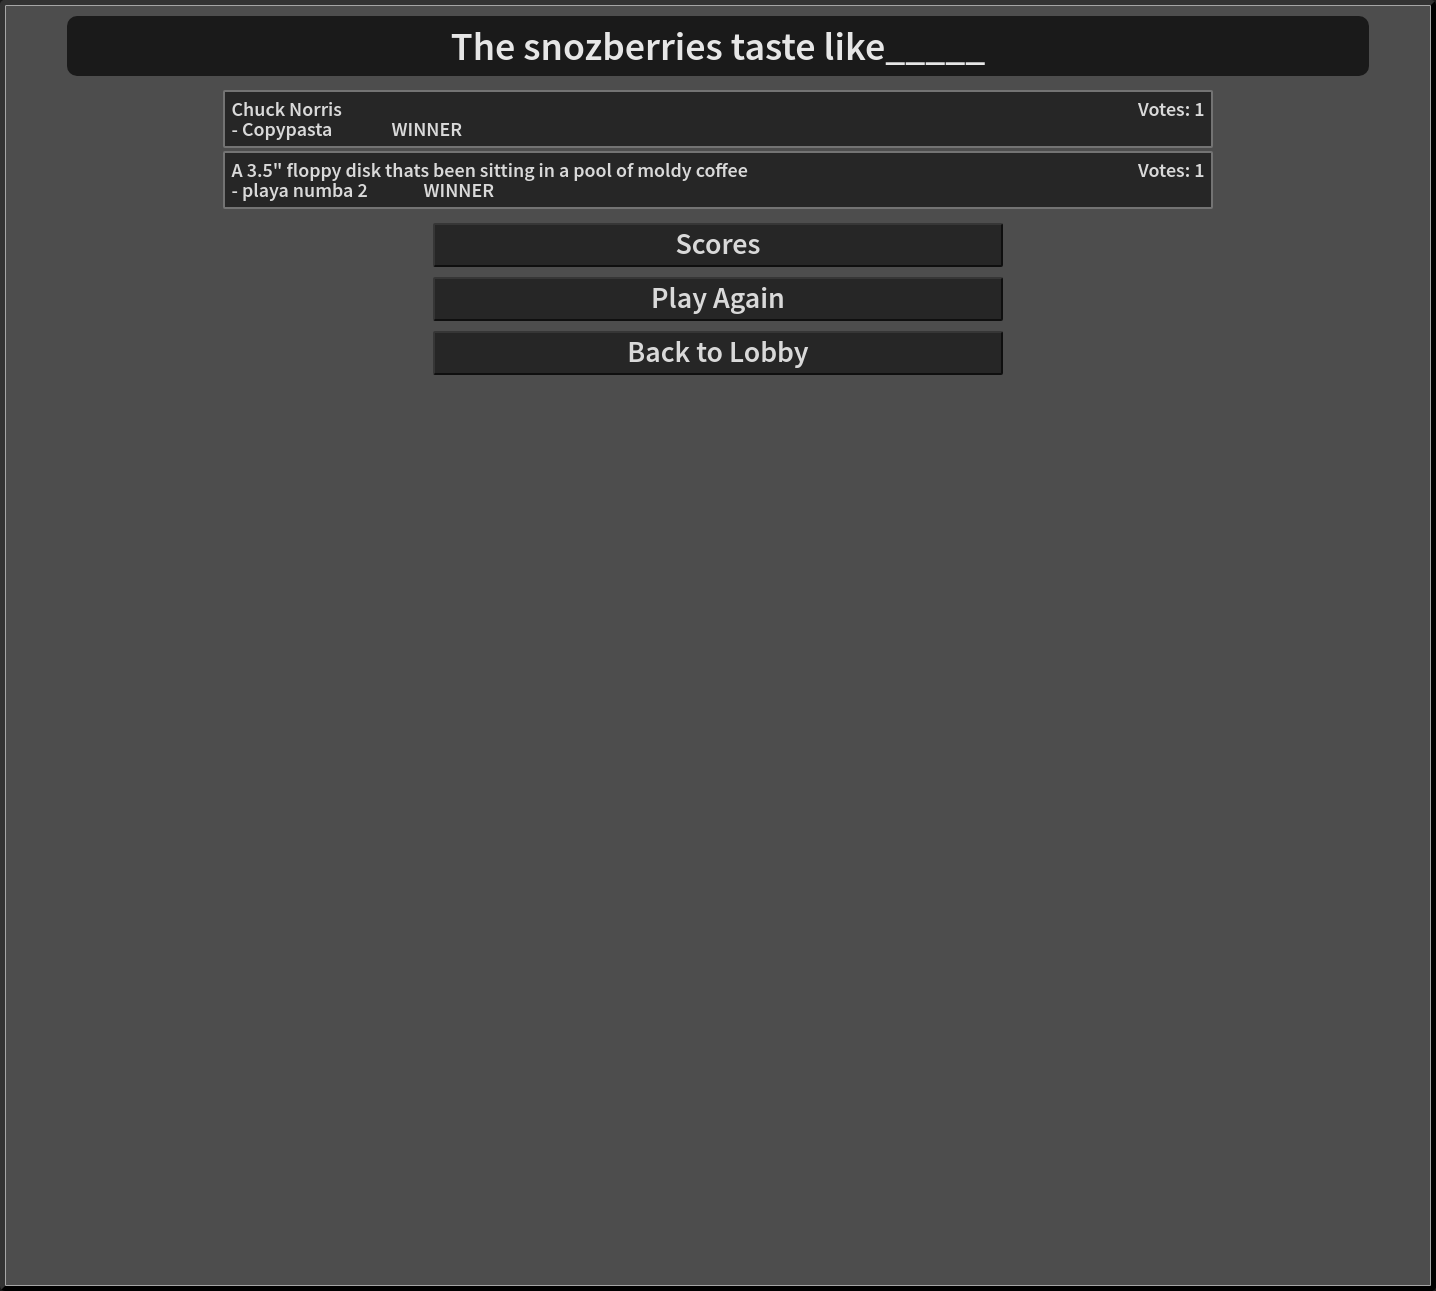 The snozberries taste like_____
Chuck Norris Votes: 1
- Copypasta WINNER
A 3.5" floppy disk thats been sitting in a pool of moldy coffee Votes: 1
- playa numba 2 WINNER
Scores
Play Again
Back to Lobby